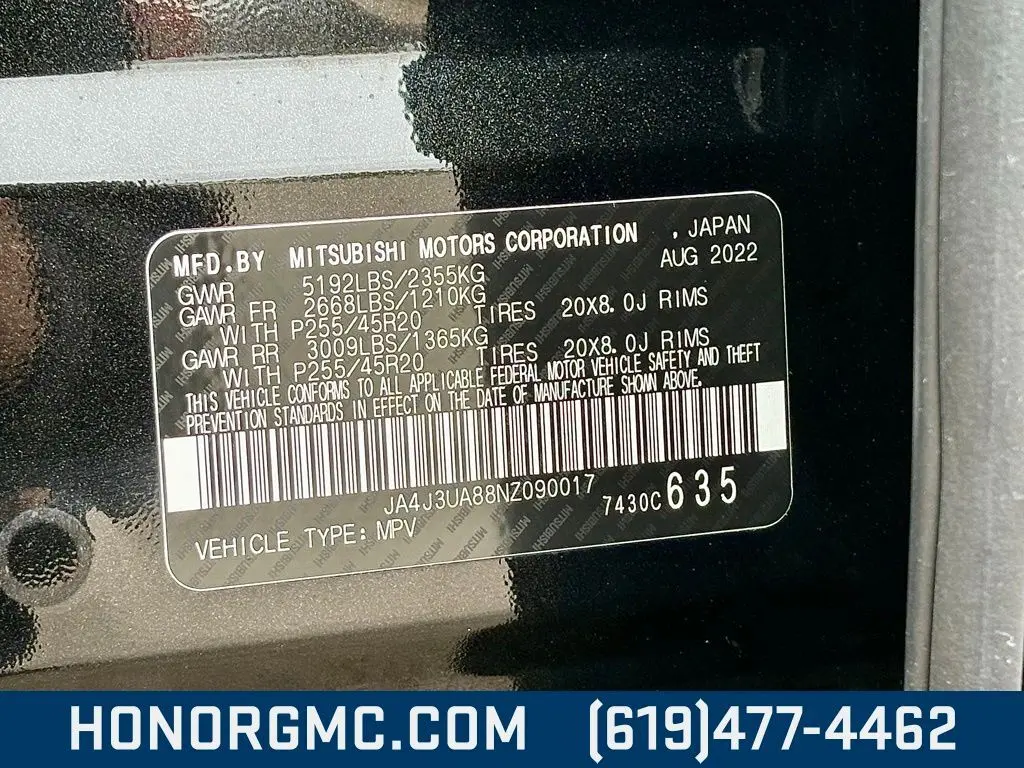 MFD.BY MITSUBISHI MOTORS CORPORATION , JAPAN
AUG 2022
GVWR 5192LBS/2355KG
GAWR FR 2668LBS/1210KG
WITH P255/45R20 TIRES 20X8.0J RIMS
GAWR RR 3009LBS/1365KG
WITH P255/45R20 TIRES 20X8.0J RIMS
THIS VEHICLE CONFORMS TO ALL APPLICABLE FEDERAL MOTOR VEHICLE SAFETY AND THEFT
PREVENTION STANDARDS IN EFFECT ON THE DATE OF MANUFACTURE SHOWN ABOVE.
JA4J3UA88NZ090017 7430C 635
VEHICLE TYPE: MPV
HONORGMC.COM (619)477-4462